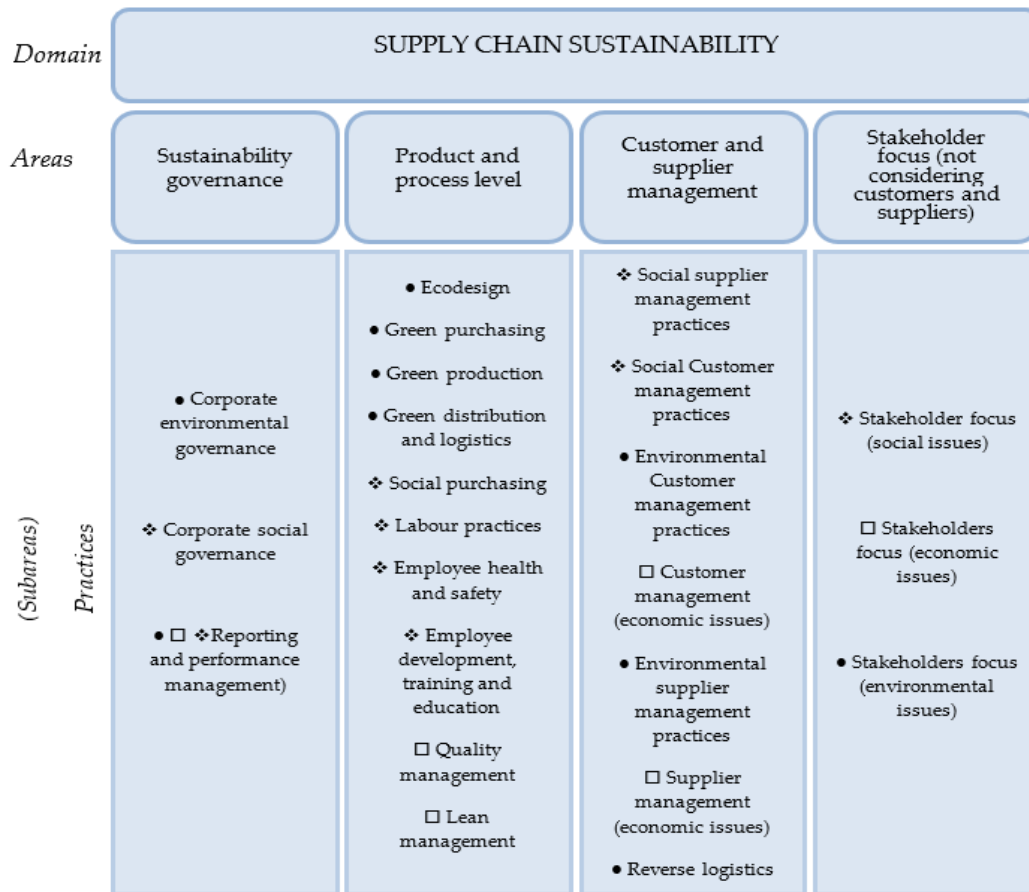 Domain
SUPPLY CHAIN SUSTAINABILITY
Areas
Sustainability
governance
Product and
process level
Customer and
supplier
management
Stakeholder
focus (not
considering
customers and
suppliers)
(Subareas)
Practices
● Corporate
environmental
governance
❖ Corporate social
governance
● □ ❖Reporting
and performance
management)
● Ecodesign
● Green purchasing
● Green production
● Green distribution
and logistics
❖ Social purchasing
❖ Labour practices
❖ Employee health
and safety
❖ Employee
development,
training and
education
□ Quality
management
□ Lean
management
❖ Social supplier
management
practices
❖ Social Customer
management
practices
● Environmental
Customer
management
practices
□ Customer
management
(economic issues)
● Environmental
supplier
management
practices
□ Supplier
management
(economic issues)
● Reverse logistics
❖ Stakeholder focus
(social issues)
□ Stakeholders
focus (economic
issues)
● Stakeholders focus
(environmental
issues)